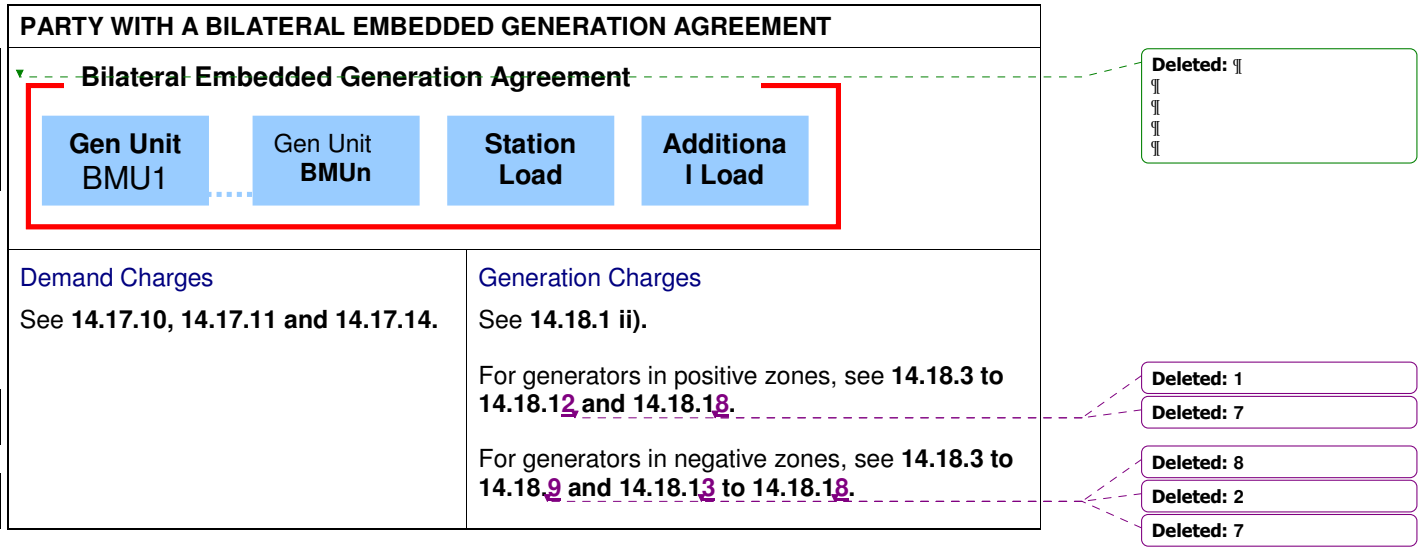 PARTY WITH A BILATERAL EMBEDDED GENERATION AGREEMENT
Bilateral Embedded Generation Agreement
Gen Unit
BMU1
Gen Unit
BMUn
Station
Load
Additiona
l Load
Demand Charges
See 14.17.10, 14.17.11 and 14.17.14.
Generation Charges
See 14.18.1 ii).
For generators in positive zones, see 14.18.3 to
14.18.12 and 14.18.18.
For generators in negative zones, see 14.18.3 to
14.18.9 and 14.18.13 to 14.18.18.
Deleted: ¶
¶
¶
¶
¶
Deleted: 1
Deleted: 7
Deleted: 8
Deleted: 2
Deleted: 7